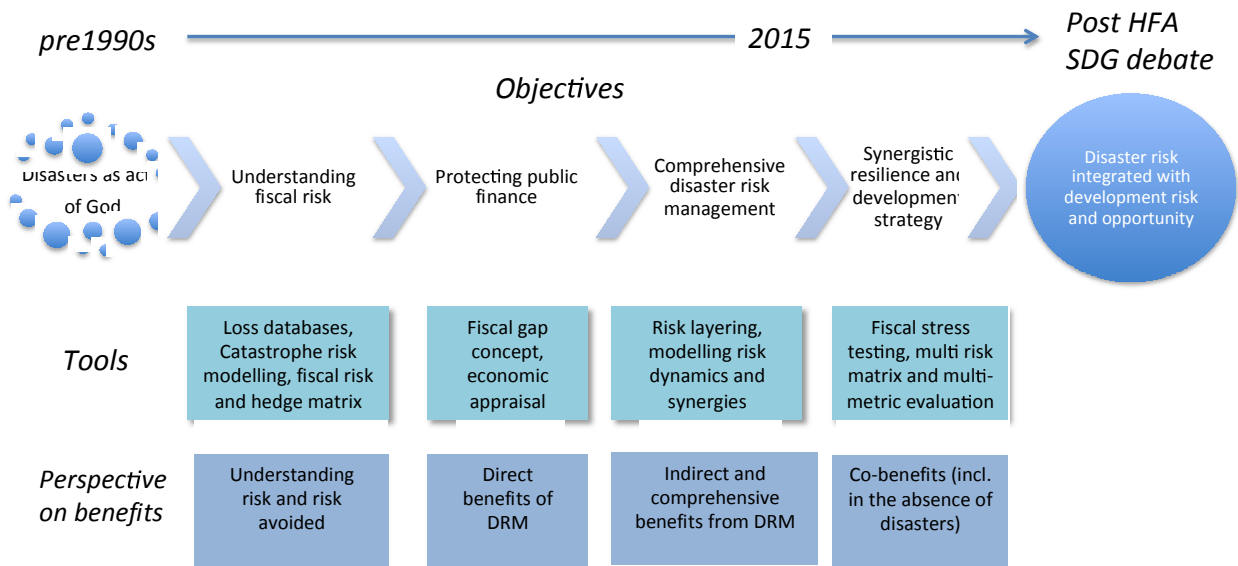 pre1990s
2015
Post HFA
SDG debate
Objectives
Disasters as act
of God
Understanding
fiscal risk
Protecting public
finance
Comprehensive
disaster risk
management
Synergistic
resilience and
development
strategy
Disaster risk
integrated with
development risk
and opportunity
Tools
Loss databases,
Catastrophe risk
modelling, fiscal risk
and hedge matrix
Fiscal gap
concept,
economic
appraisal
Risk layering,
modelling risk
dynamics and
synergies
Fiscal stress
testing, multi risk
matrix and multi-
metric evaluation
Perspective
on benefits
Understanding
risk and risk
avoided
Direct
benefits of
DRM
Indirect and
comprehensive
benefits from DRM
Co-benefits (incl.
in the absence of
disasters)